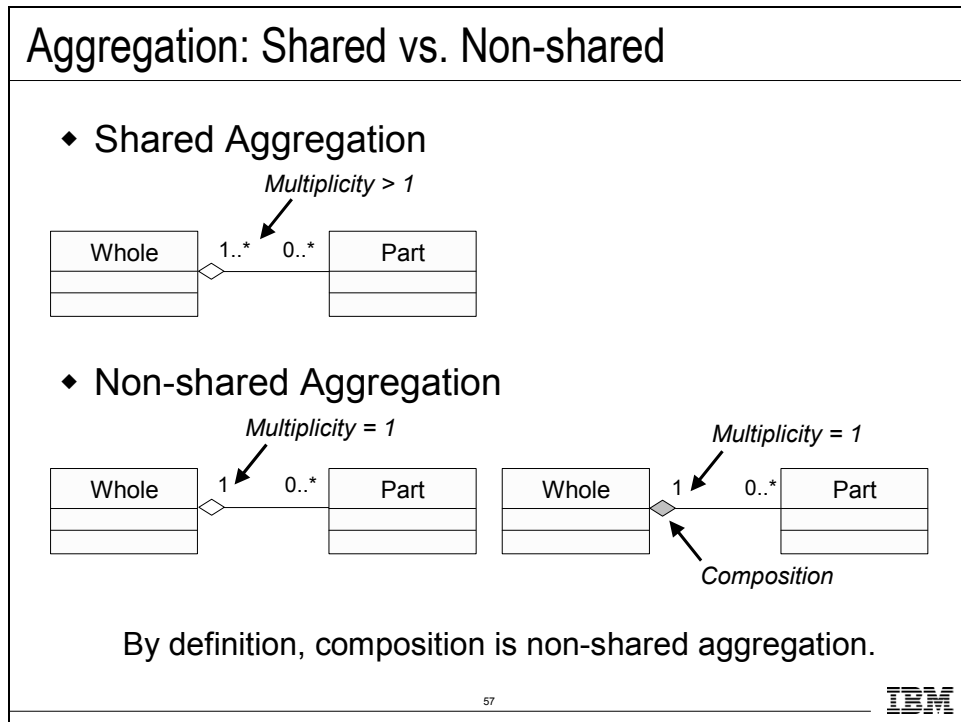 Aggregation: Shared vs. Non-shared
◆ Shared Aggregation
Multiplicity > 1
Whole 1..* 0..* Part
◆ Non-shared Aggregation
Multiplicity = 1
Multiplicity = 1
Whole 1 0..* Part
Whole 1 0..* Part
Composition
By definition, composition is non-shared aggregation.
57
IBM